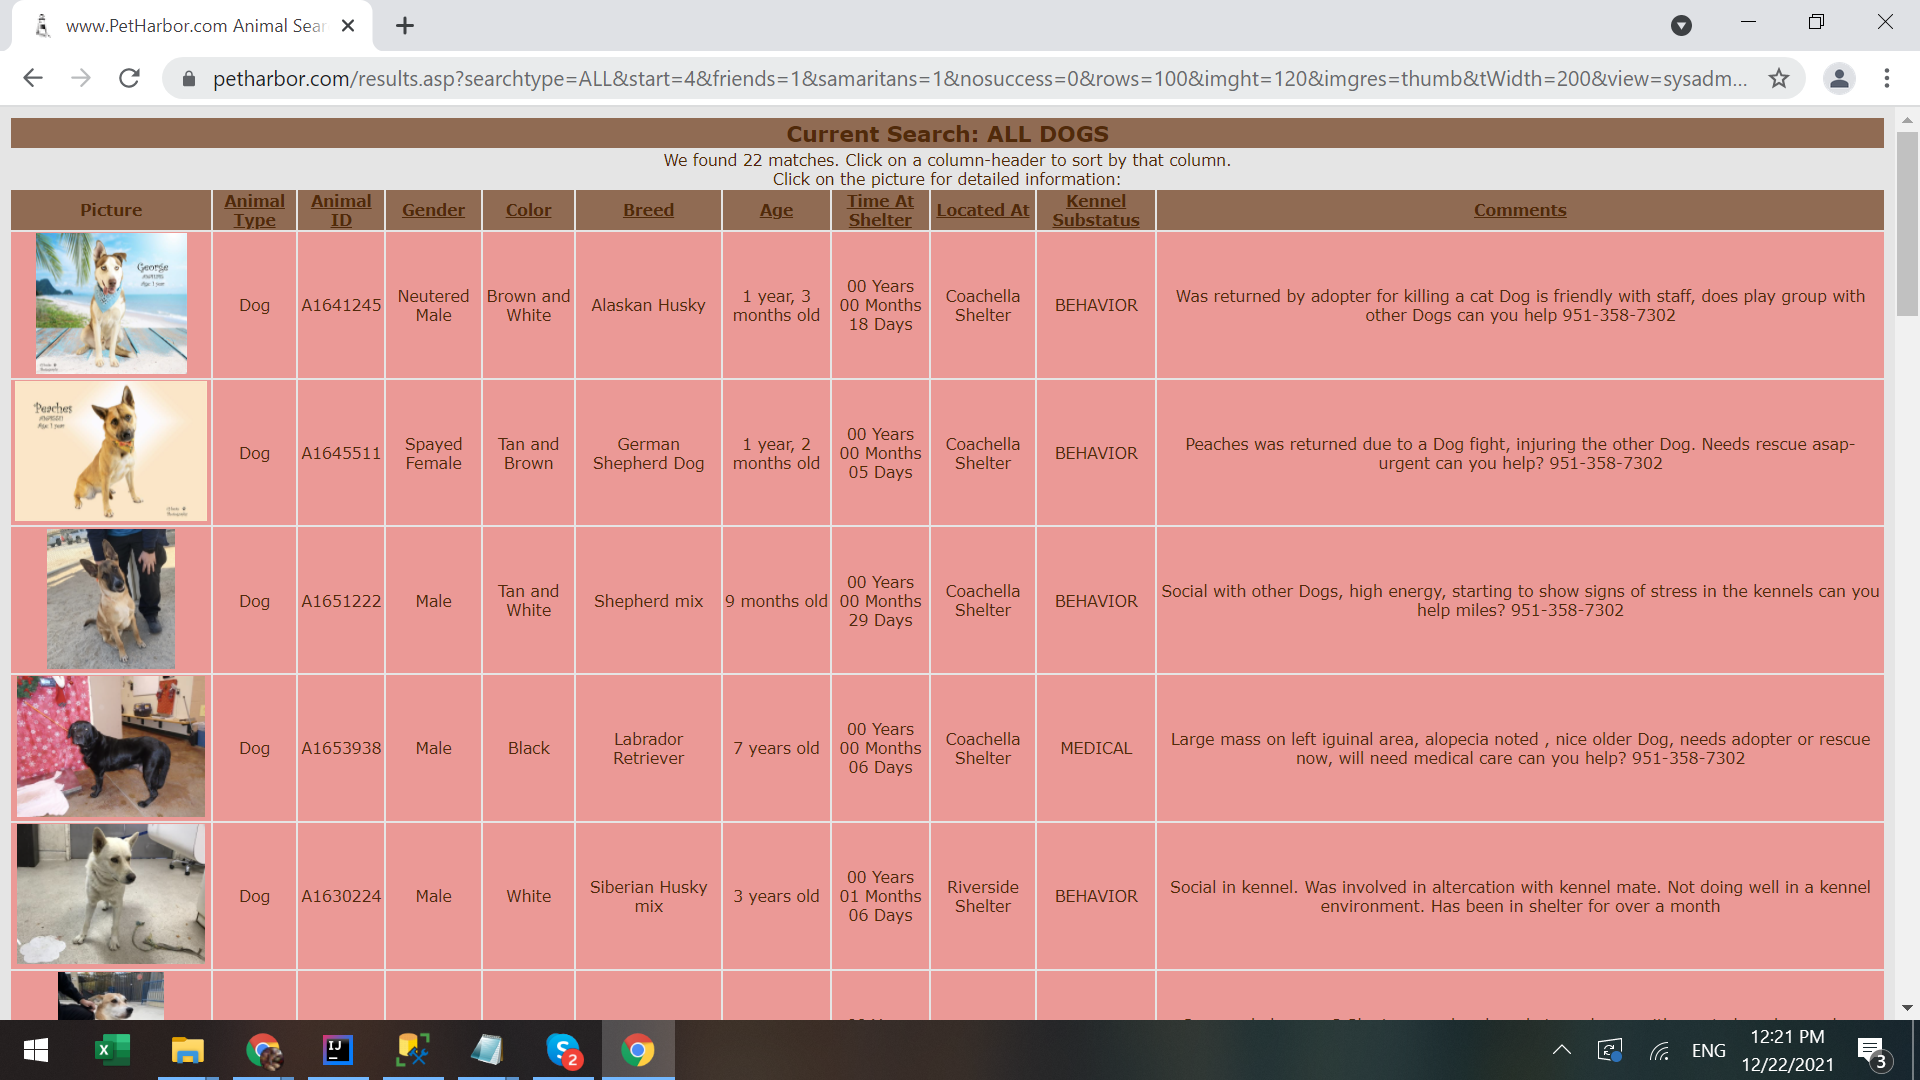 www.PetHarbor.com Animal Sear
petharbor.com/results.asp?searchtype=ALL&start=4&friends=1&samaritans=1&nosuccess=0&rows=100&imght=120&imgres=thumb&tWidth=200&view=sysadm...
Current Search: ALL DOGS
We found 22 matches. Click on a column-header to sort by that column.
Click on the picture for detailed information:
Picture
Animal
Type
Animal
ID
Gender
Color
Breed
Age
Time At
Shelter
Located At
Kennel
Substatus
Comments
George
Age: 1 year
Dog
A1641245
Neutered
Male
Brown and
White
Alaskan Husky
1 year, 3
months old
00 Years
00 Months
18 Days
Coachella
Shelter
BEHAVIOR
Was returned by adopter for killing a cat Dog is friendly with staff, does play group with
other Dogs can you help 951-358-7302
Peaches
Age: 1 year
Dog
A1645511
Spayed
Female
Tan and
Brown
German
Shepherd Dog
1 year, 2
months old
00 Years
00 Months
05 Days
Coachella
Shelter
BEHAVIOR
Peaches was returned due to a Dog fight, injuring the other Dog. Needs rescue asap-
urgent can you help? 951-358-7302
Dog
A1651222
Male
Tan and
White
Shepherd mix
9 months old
00 Years
00 Months
29 Days
Coachella
Shelter
BEHAVIOR
Social with other Dogs, high energy, starting to show signs of stress in the kennels can you
help miles? 951-358-7302
Dog
A1653938
Male
Black
Labrador
Retriever
7 years old
00 Years
00 Months
06 Days
Coachella
Shelter
MEDICAL
Large mass on left iguinal area, alopecia noted , nice older Dog, needs adopter or rescue
now, will need medical care can you help? 951-358-7302
Dog
A1630224
Male
White
Siberian Husky
mix
3 years old
00 Years
01 Months
06 Days
Riverside
Shelter
BEHAVIOR
Social in kennel. Was involved in altercation with kennel mate. Not doing well in a kennel
environment. Has been in shelter for over a month
IJ
2
ENG
12:21 PM
12/22/2021
3